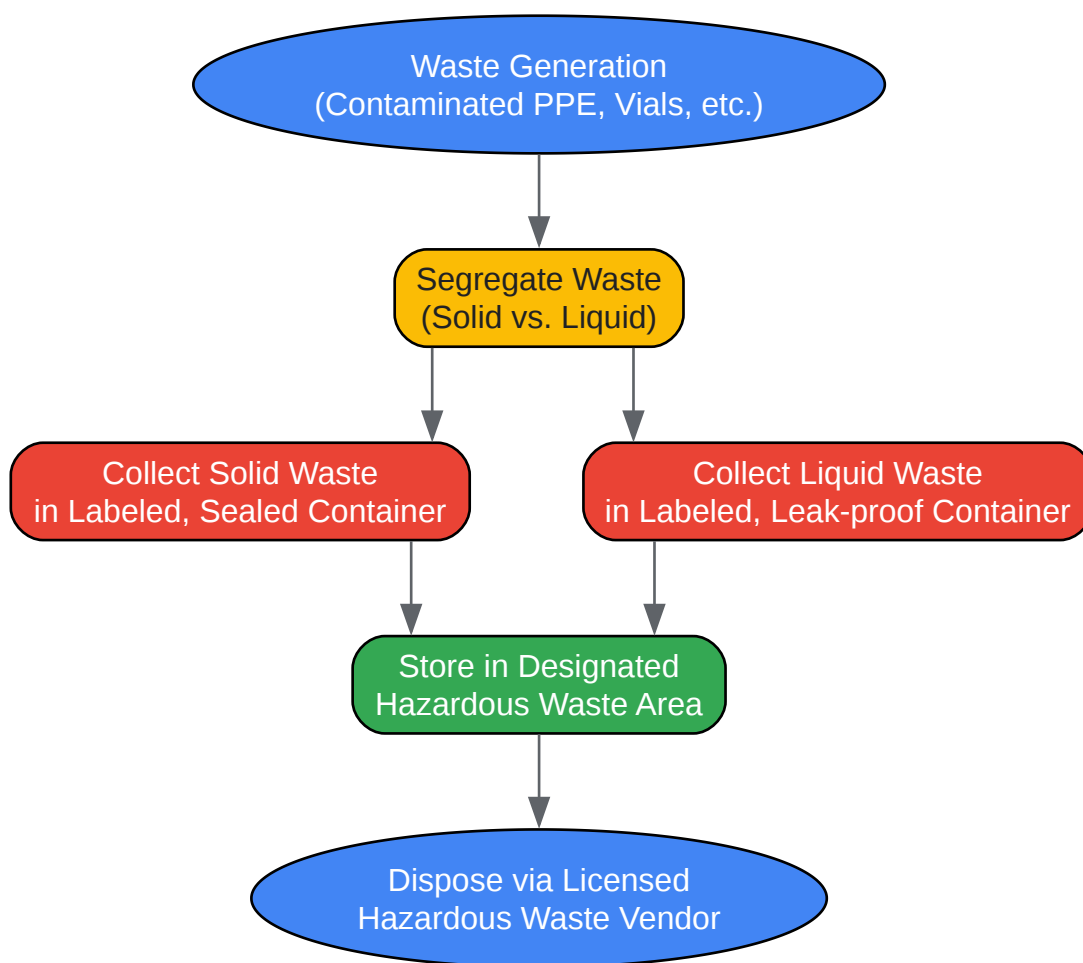 Waste Generation
(Contaminated PPE, Vials, etc.)
Segregate Waste
(Solid vs. Liquid)
Collect Solid Waste
in Labeled, Sealed Container
Collect Liquid Waste
in Labeled, Leak-proof Container
Store in Designated
Hazardous Waste Area
Dispose via Licensed
Hazardous Waste Vendor